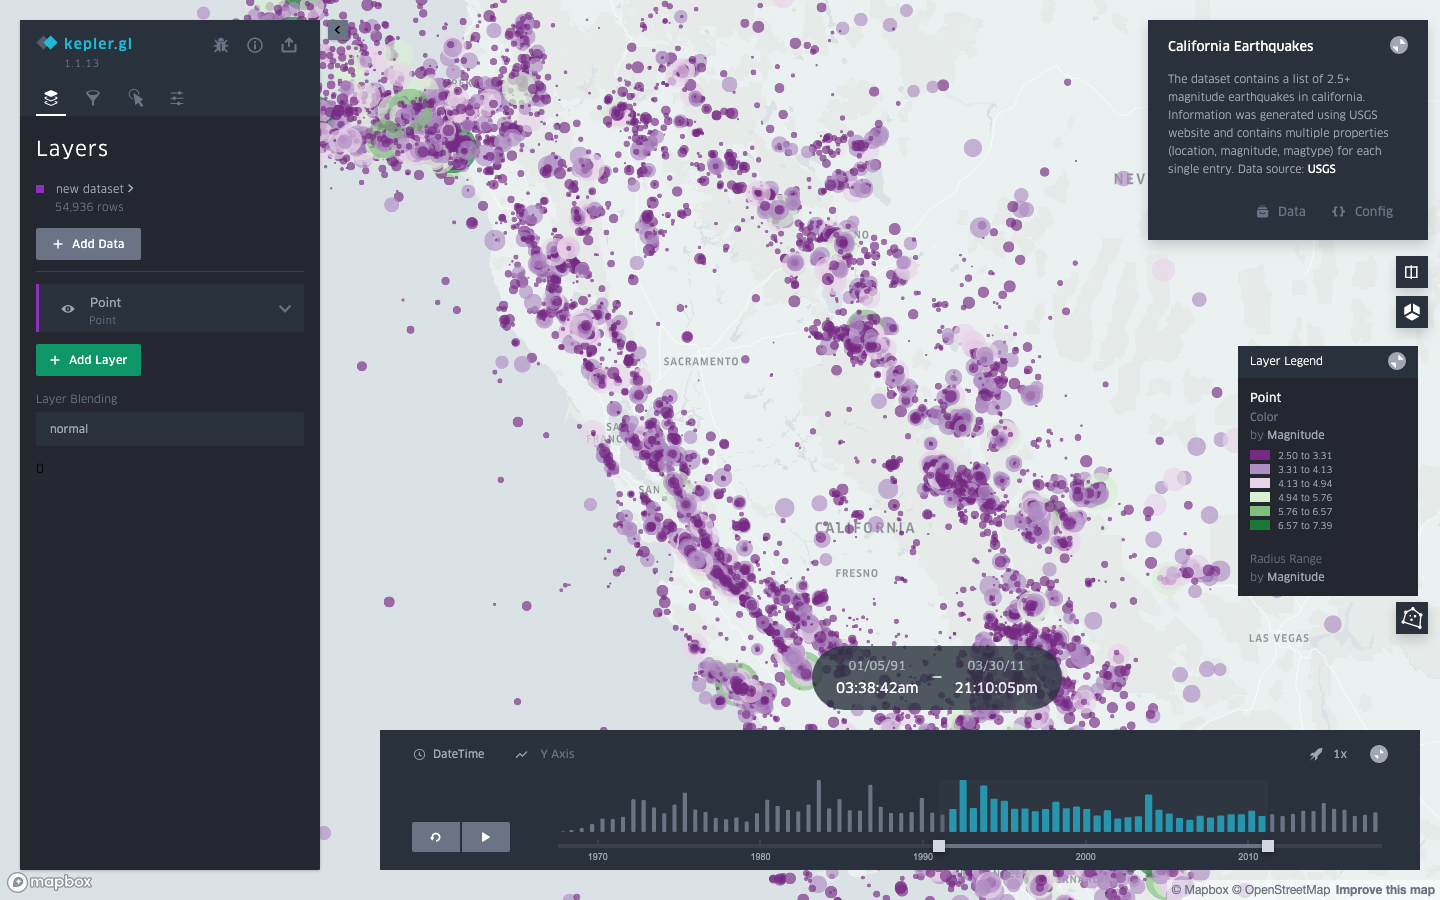 kepler.gl
1.1.13
Layers
new dataset
54,936 rows
+ Add Data
Point
Point
+ Add Layer
Layer Blending
normal
0
SACRAMENTO
SAN
CALIFORNIA
FRESNO
LAS VEGAS
NEV
California Earthquakes
The dataset contains a list of 2.5+
magnitude earthquakes in california.
Information was generated using USGS
website and contains multiple properties
(location, magnitude, magtype) for each
single entry. Data source: USGS
Data
Config
Layer Legend
Point
Color
by Magnitude
2.50 to 3.31
3.31 to 4.13
4.13 to 4.94
4.94 to 5.76
5.76 to 6.57
6.57 to 7.39
Radius Range
by Magnitude
01/05/91 – 03/30/11
03:38:42am 21:10:05pm
DateTime
Y Axis
1x
1970 1980 1990 2000 2010
mapbox
© Mapbox © OpenStreetMap Improve this map